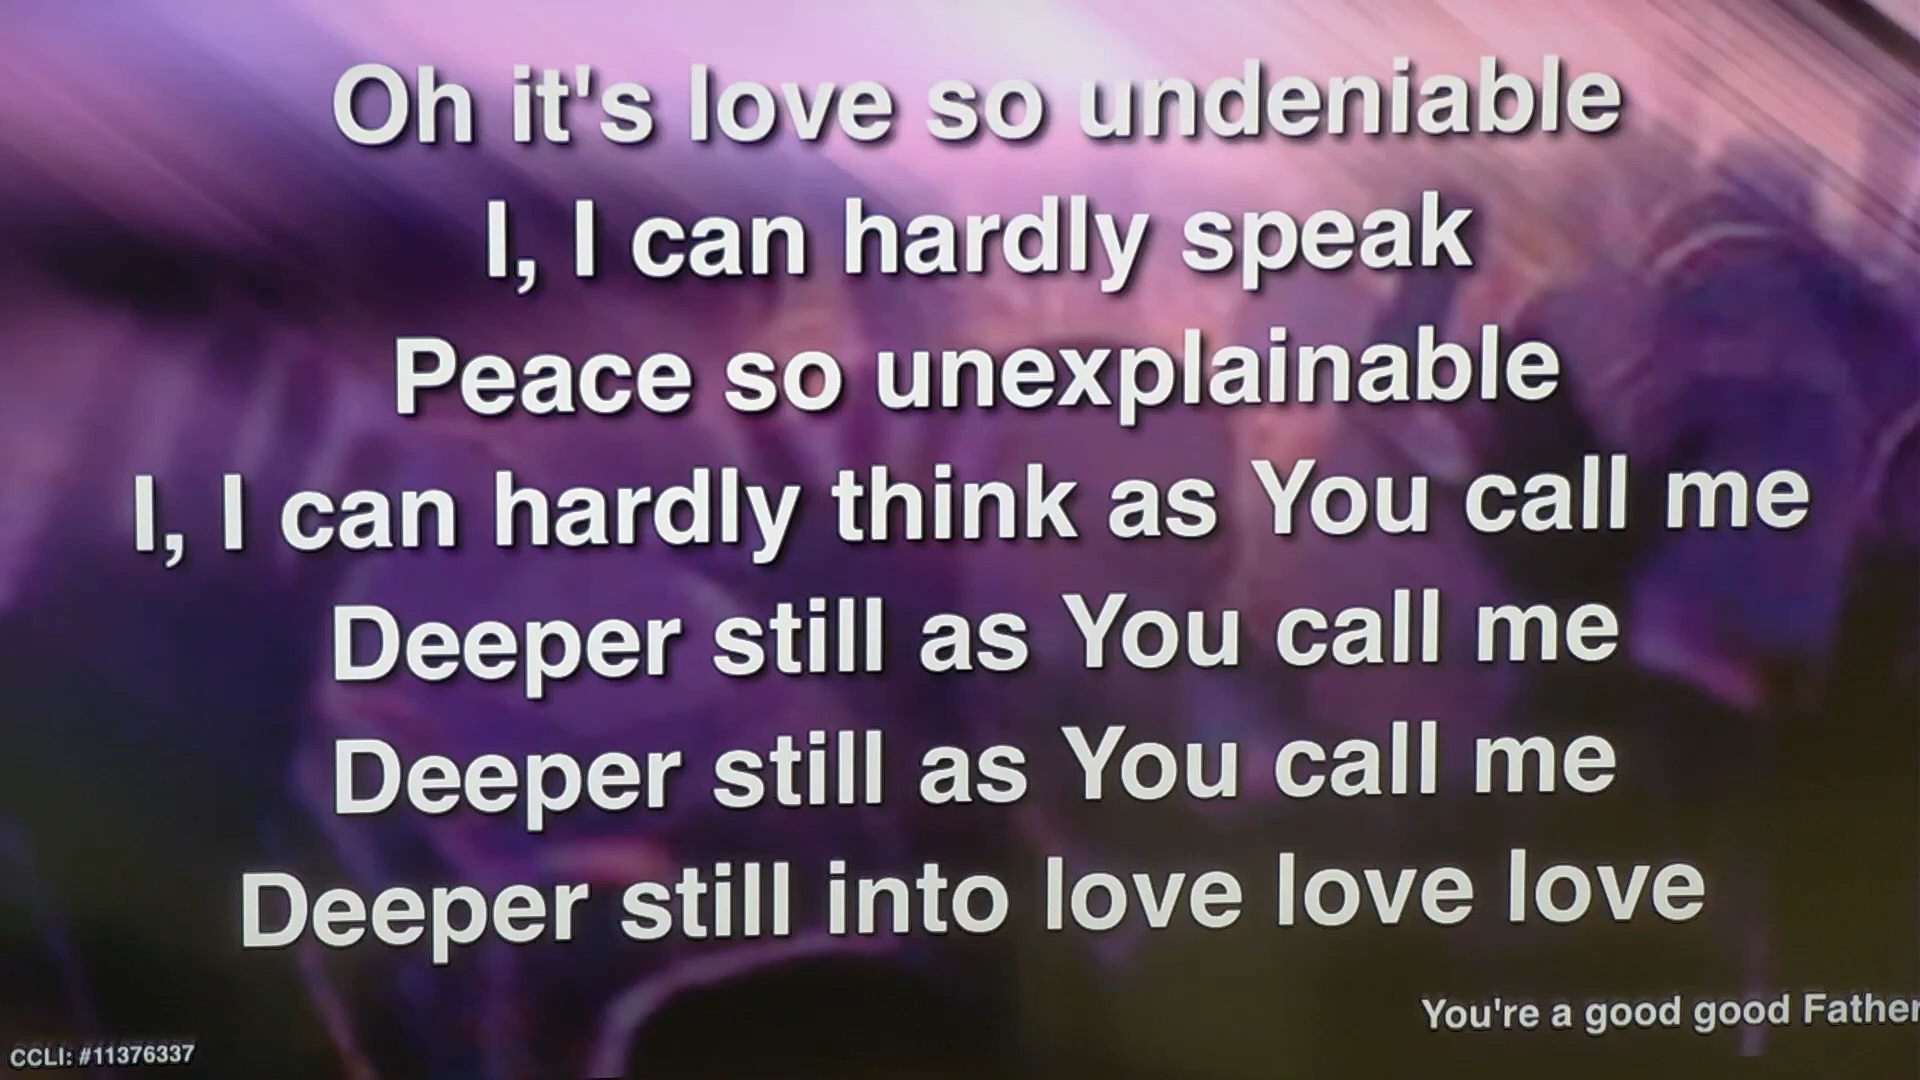 Oh it's love so undeniable
I, I can hardly speak
Peace so unexplainable
I, I can hardly think as You call me
Deeper still as You call me
Deeper still as You call me
Deeper still into love love love
You're a good good Father
CCLI: #11376337